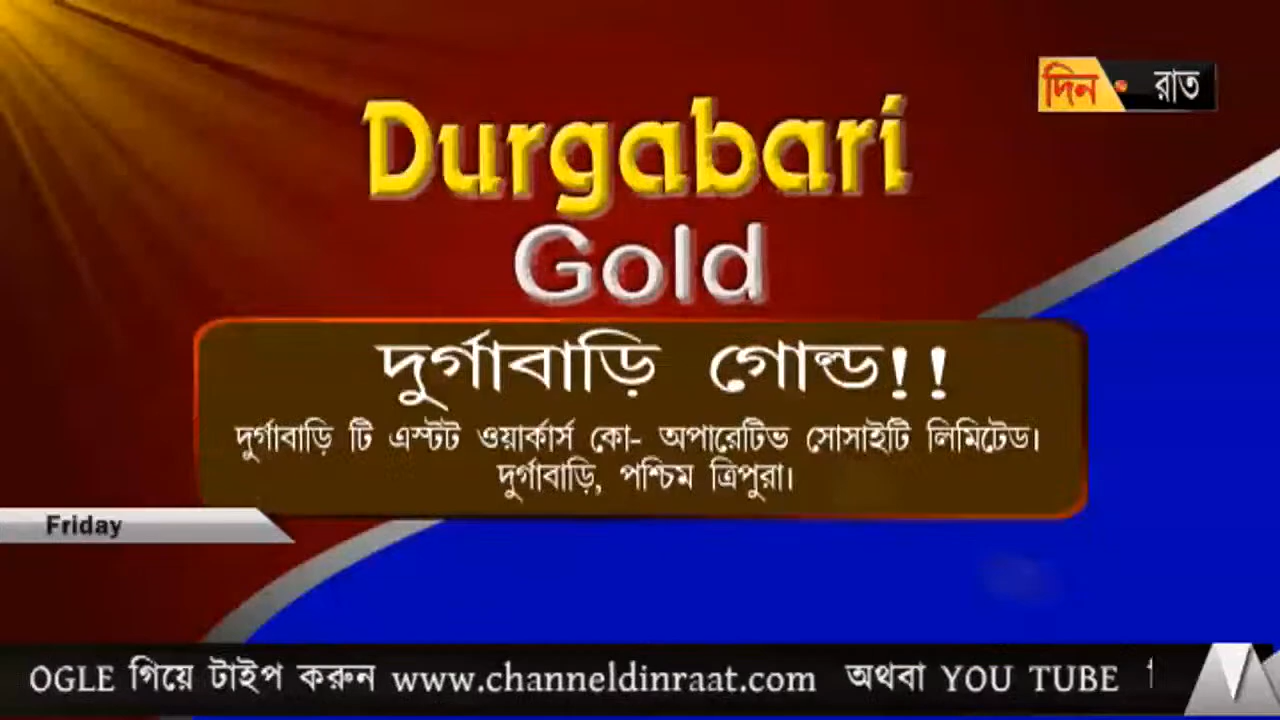 দিন রাত
Durgabari
Gold
দুর্গাবাড়ি গোল্ড!!
দুর্গাবাড়ি টি এস্টট ওয়ার্কার্স কো- অপারেটিভ সোসাইটি লিমিটেড।
দুর্গাবাড়ি, পশ্চিম ত্রিপুরা।
Friday
OGLE গিয়ে টাইপ করুন www.channeldinraat.com অথবা YOU TUBE